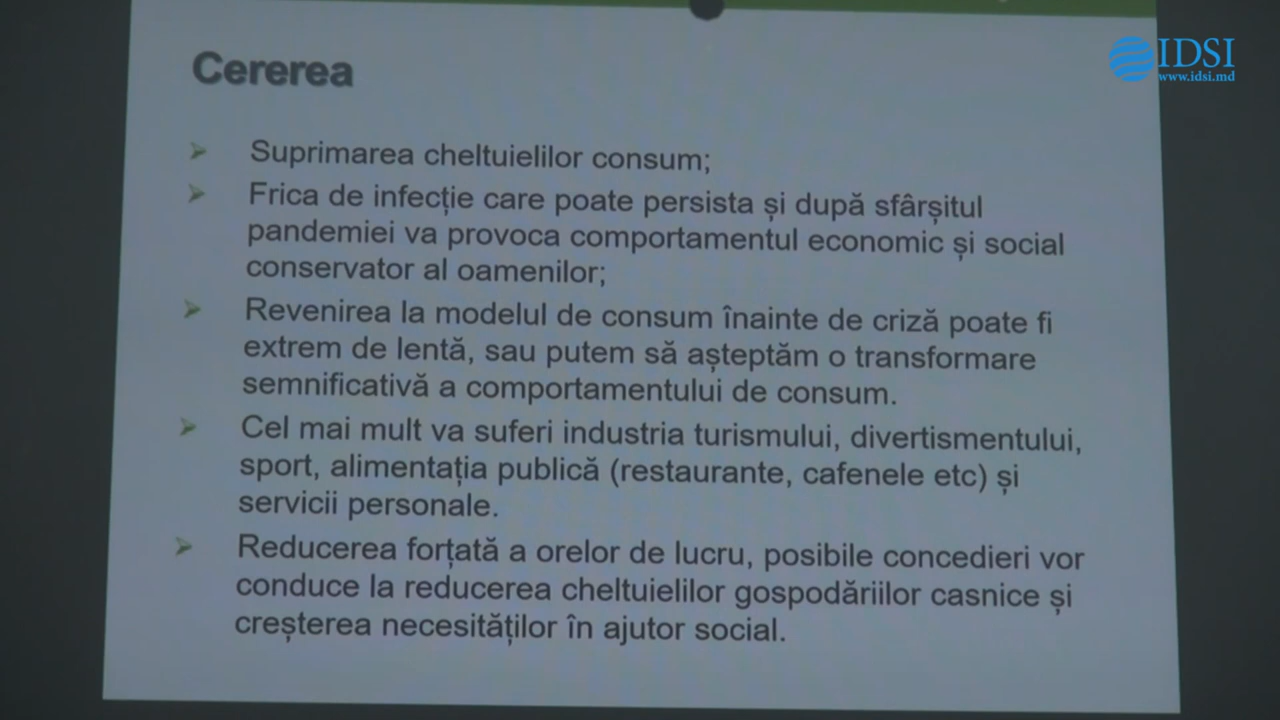 IDSI
www.idsi.md
Cererea
Suprimarea cheltuielilor consum;
Frica de infecție care poate persista și după sfârșitul
pandemiei va provoca comportamentul economic și social
conservator al oamenilor;
Revenirea la modelul de consum înainte de criză poate fi
extrem de lentă, sau putem să așteptăm o transformare
semnificativă a comportamentului de consum.
Cel mai mult va suferi industria turismului, divertismentului,
sport, alimentația publică (restaurante, cafenele etc) și
servicii personale.
Reducerea forțată a orelor de lucru, posibile concedieri vor
conduce la reducerea cheltuielilor gospodăriilor casnice și
creșterea necesităților în ajutor social.